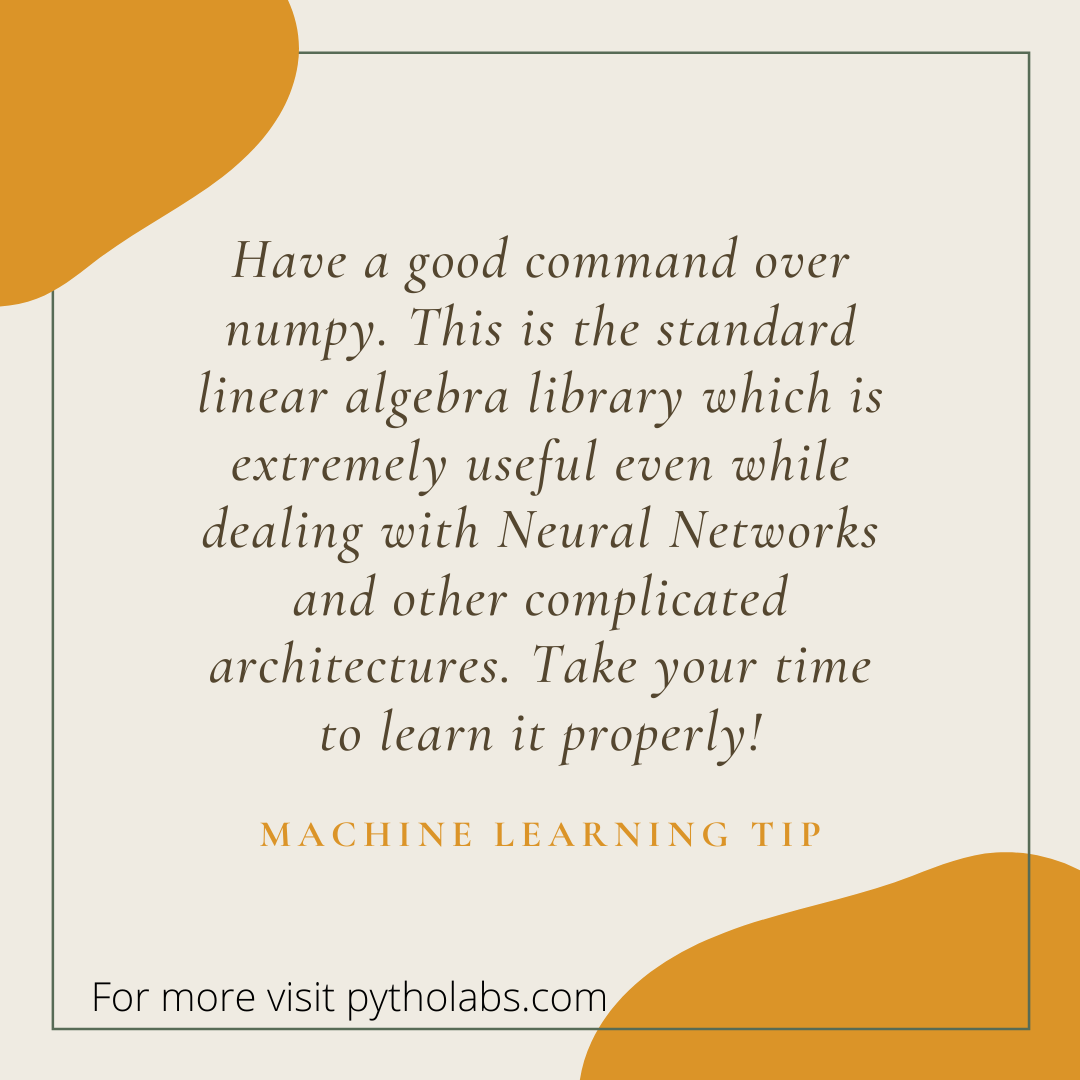 Have a good command over
numpy. This is the standard
linear algebra library which is
extremely useful even while
dealing with Neural Networks
and other complicated
architectures. Take your time
to learn it properly!
MACHINE LEARNING TIP
For more visit pytholabs.com